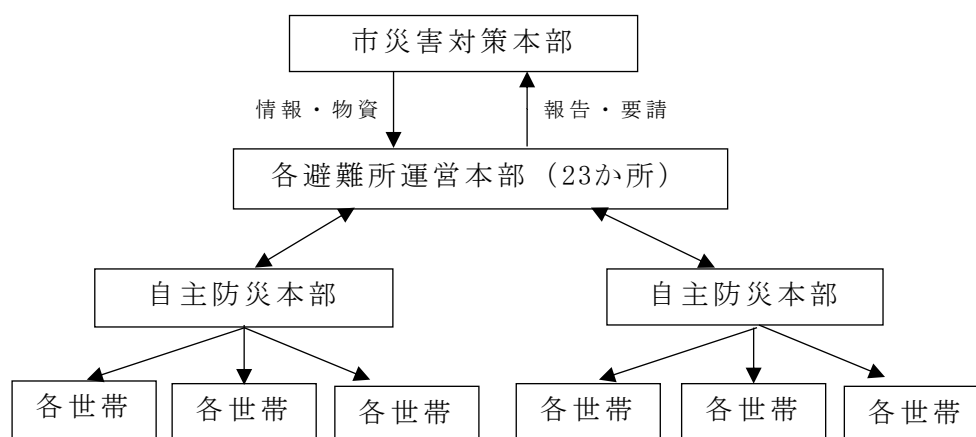 市災害対策本部
情報・物資
報告・要請
各避難所運営本部（23か所）
自主防災本部
自主防災本部
各世帯
各世帯
各世帯
各世帯
各世帯
各世帯